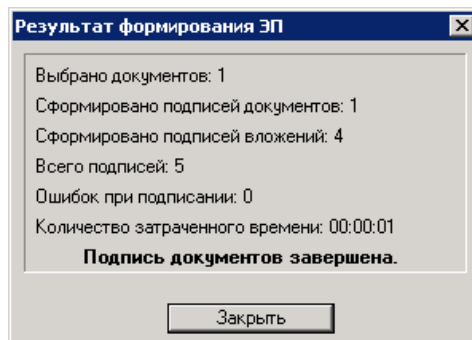 Результат формирования ЭП
Выбрано документов: 1
Сформировано подписей документов: 1
Сформировано подписей вложений: 4
Всего подписей: 5
Ошибок при подписании: 0
Количество затраченного времени: 00:00:01
Подпись документов завершена.
Закрыть